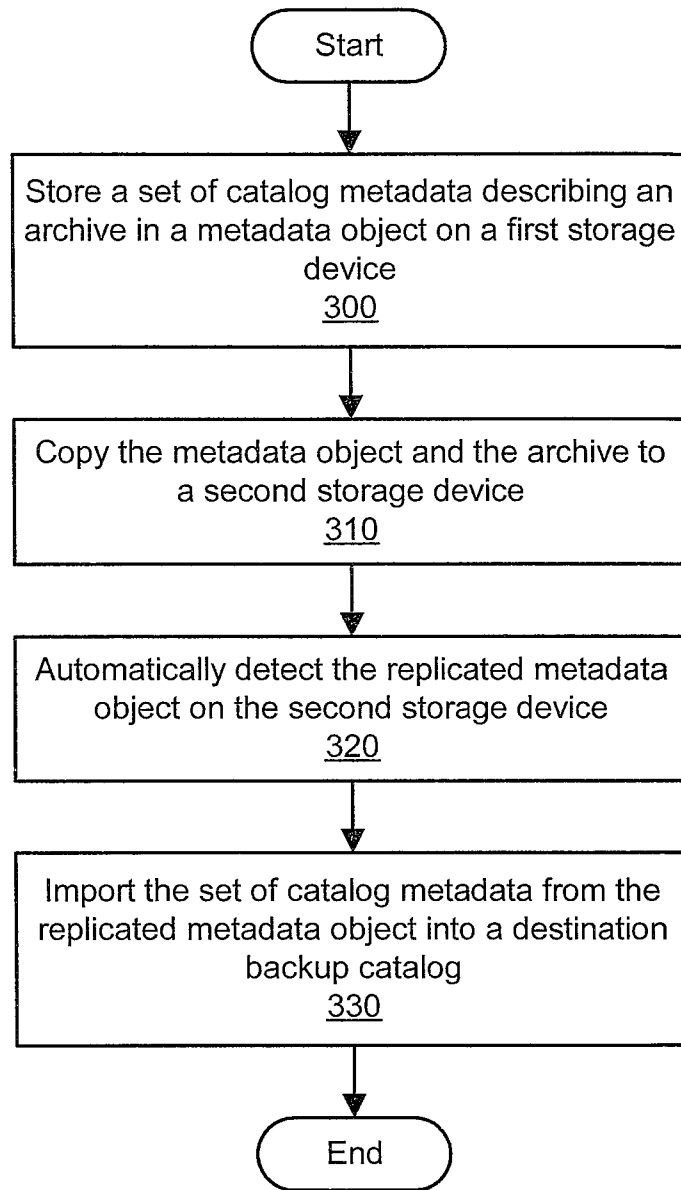 Start
Store a set of catalog metadata describing an
archive in a metadata object on a first storage
device
300
Copy the metadata object and the archive to
a second storage device
310
Automatically detect the replicated metadata
object on the second storage device
320
Import the set of catalog metadata from the
replicated metadata object into a destination
backup catalog
330
End